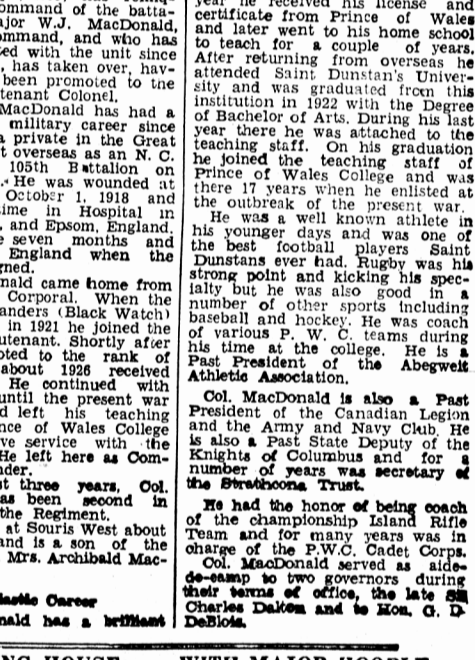 ommand of the batta-
ajor W.J. MacDonald,
ommand, and who has
ed with the unit since
, has taken over, hav-
been promoted to the
tenant Colonel.
MacDonald has had a
military career since
a private in the Great
t overseas as an N. C.
105th Battalion on
He was wounded at
October 1, 1918 and
ime in Hospital in
, and Epsom, England.
e seven months and
England when the
gned.
nald came home from
Corporal. When the
anders (Black Watch)
in 1921 he joined the
utenant. Shortly after
oted to the rank of
about 1926 received
He continued with
until the present war
d left his teaching
nce of Wales College
ve service with the
He left here as Com-
nder.
st three years, Col.
as been second in
the Regiment.
at Souris West about
and is a son of the
Mrs. Archibald Mac-
lastic Career
nald has a brilliant
year he received his license and
certificate from Prince of Wales
and later went to his home school
to teach for a couple of years.
After returning from overseas he
attended Saint Dunstan's Univer-
sity and was graduated from this
institution in 1922 with the Degree
of Bachelor of Arts. During his last
year there he was attached to the
teaching staff. On his graduation
he joined the teaching staff of
Prince of Wales College and was
there 17 years when he enlisted at
the outbreak of the present war.
He was a well known athlete in
his younger days and was one of
the best football players Saint
Dunstans ever had. Rugby was his
strong point and kicking his spec-
ialty but he was also good in a
number of other sports including
baseball and hockey. He was coach
of various P. W. C. teams during
his time at the college. He is a
Past President of the Abegweit
Athletic Association.
Col. MacDonald is also a Past
President of the Canadian Legion
and the Army and Navy Club. He
is also a Past State Deputy of the
Knights of Columbus and for a
number of years was secretary of
the Strathcona Trust.
He had the honor of being coach
of the championship Island Rifle
Team and for many years was in
charge of the P.W.C. Cadet Corps.
Col. MacDonald served as aide-
de-camp to two governors during
their terms of office, the late Sir
Charles Dalton and to Hon. G. D.
DeBlois.